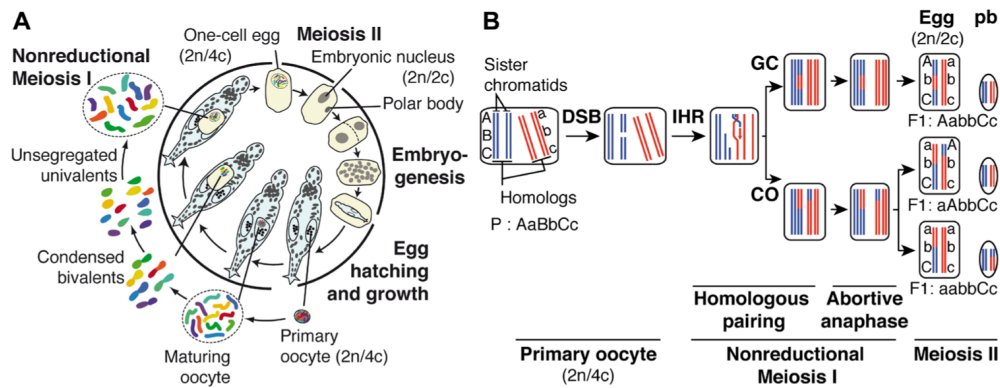 A
One-cell egg
(2n/4c)
Meiosis II
Embryonic nucleus
(2n/2c)
Polar body
Nonreductional
Meiosis I
Embryo-
genesis
Unsegregated
univalents
Egg
hatching
and growth
Condensed
bivalents
Maturing
oocyte
Primary
oocyte (2n/4c)
B
Egg pb
(2n/2c)
Sister
chromatids
GC
A a
b b
C c
F1: AabbCc
A a
B b
C c
DSB
IHR
Homologs
P : AaBbCc
CO
a A
b b
C c
F1: aAbbCc
a a
b b
C c
F1: aabbCc
Homologous
pairing
Abortive
anaphase
Primary oocyte
(2n/4c)
Nonreductional
Meiosis I
Meiosis II